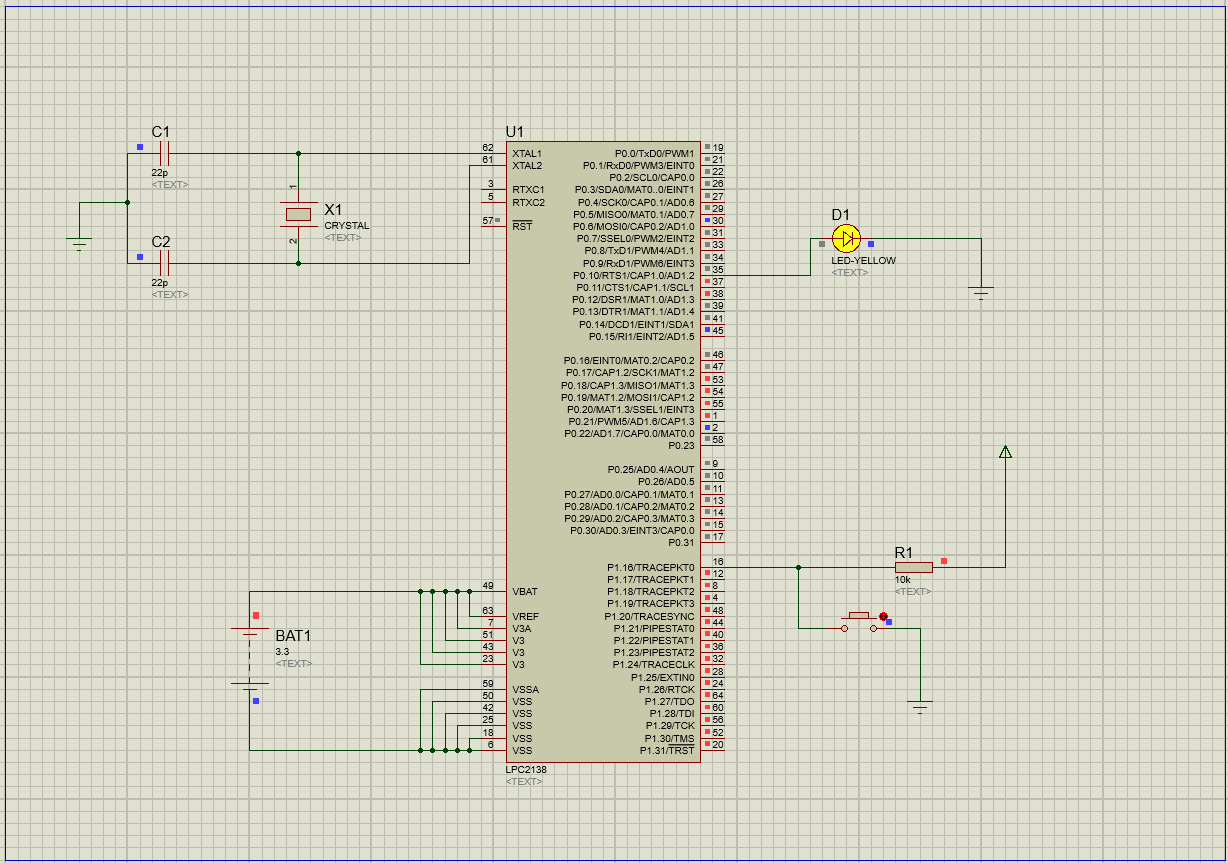 C1
22p
<TEXT>
C2
22p
<TEXT>
1
2
X1
CRYSTAL
<TEXT>
U1
62 XTAL1
61 XTAL2
3 RTXC1
5 RTXC2
57 RST
49 VBAT
63 VREF
7 V3A
51 V3
43 V3
23 V3
59 VSSA
50 VSS
42 VSS
25 VSS
18 VSS
6 VSS
P0.0/TxD0/PWM1 19
P0.1/RxD0/PWM3/EINT0 21
P0.2/SCL0/CAP0.0 22
P0.3/SDA0/MAT0..0/EINT1 26
P0.4/SCK0/CAP0.1/AD0.6 27
P0.5/MISO0/MAT0.1/AD0.7 29
P0.6/MOSI0/CAP0.2/AD1.0 30
P0.7/SSEL0/PWM2/EINT2 31
P0.8/TxD1/PWM4/AD1.1 33
P0.9/RxD1/PWM6/EINT3 34
P0.10/RTS1/CAP1.0/AD1.2 35
P0.11/CTS1/CAP1.1/SCL1 37
P0.12/DSR1/MAT1.0/AD1.3 38
P0.13/DTR1/MAT1.1/AD1.4 39
P0.14/DCD1/EINT1/SDA1 41
P0.15/RI1/EINT2/AD1.5 45
P0.16/EINT0/MAT0.2/CAP0.2 46
P0.17/CAP1.2/SCK1/MAT1.2 47
P0.18/CAP1.3/MISO1/MAT1.3 53
P0.19/MAT1.2/MOSI1/CAP1.2 54
P0.20/MAT1.3/SSEL1/EINT3 55
P0.21/PWM5/AD1.6/CAP1.3 1
P0.22/AD1.7/CAP0.0/MAT0.0 2
P0.23 58
P0.25/AD0.4/AOUT 9
P0.26/AD0.5 10
P0.27/AD0.0/CAP0.1/MAT0.1 11
P0.28/AD0.1/CAP0.2/MAT0.2 13
P0.29/AD0.2/CAP0.3/MAT0.3 14
P0.30/AD0.3/EINT3/CAP0.0 15
P0.31 17
P1.16/TRACEPKT0 16
P1.17/TRACEPKT1 12
P1.18/TRACEPKT2 8
P1.19/TRACEPKT3 4
P1.20/TRACESYNC 48
P1.21/PIPESTAT0 44
P1.22/PIPESTAT1 40
P1.23/PIPESTAT2 36
P1.24/TRACECLK 32
P1.25/EXTIN0 28
P1.26/RTCK 24
P1.27/TDO 64
P1.28/TDI 60
P1.29/TCK 56
P1.30/TMS 52
P1.31/TRST 20
LPC2138
<TEXT>
D1
LED-YELLOW
<TEXT>
R1
10k
<TEXT>
BAT1
3.3
<TEXT>